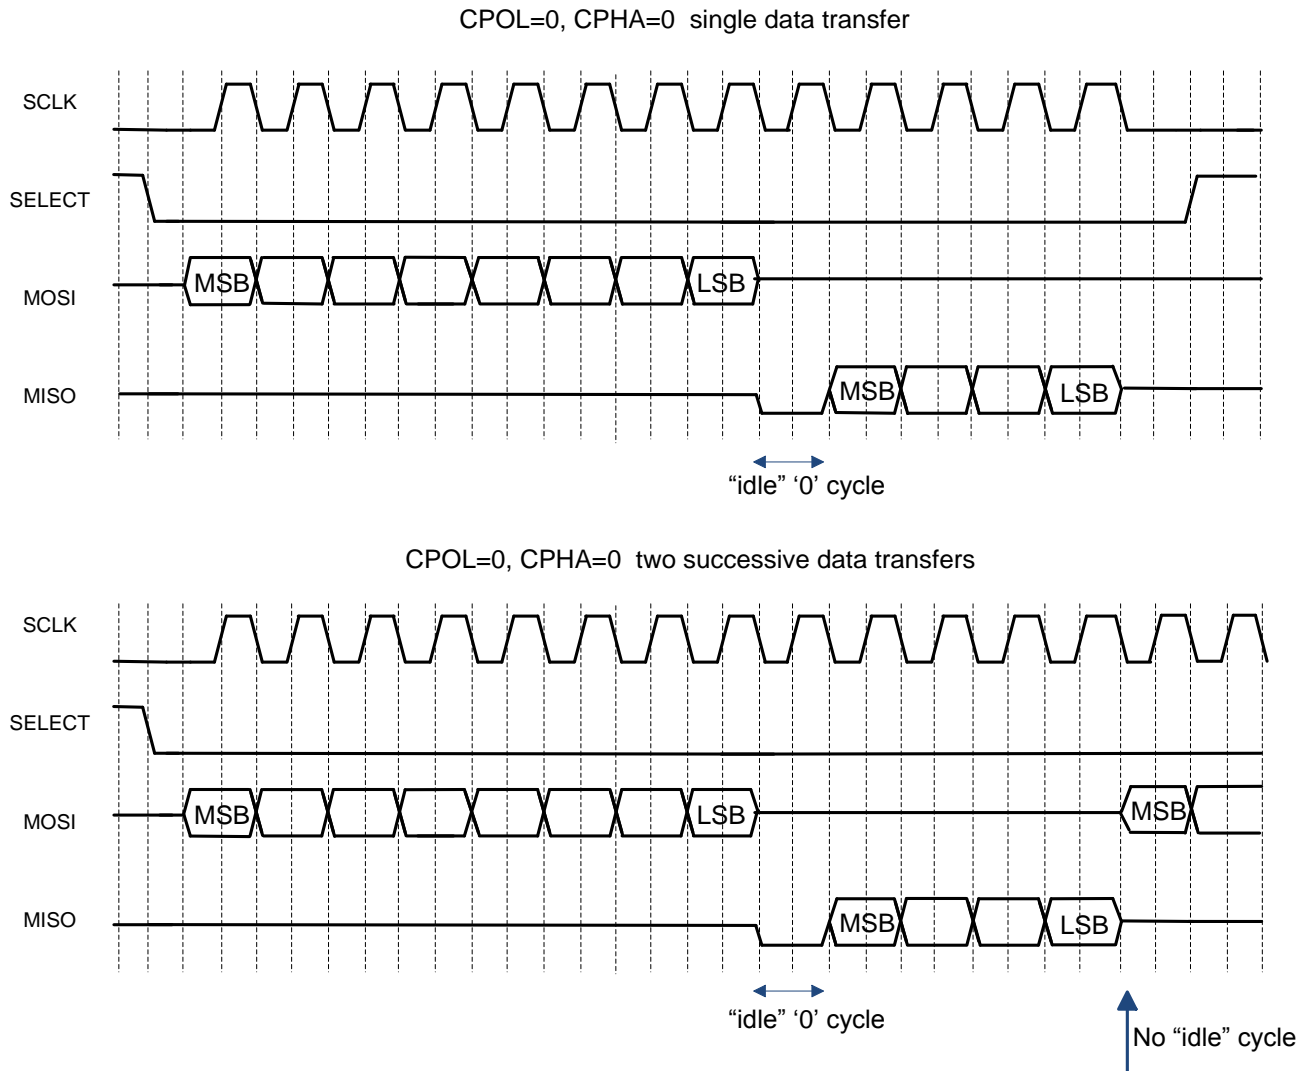 CPOL=0, CPHA=0 single data transfer
SCLK
SELECT
MOSI MSB LSB
MISO MSB LSB
“idle” ‘0’ cycle
CPOL=0, CPHA=0 two successive data transfers
SCLK
SELECT
MOSI MSB LSB MSB
MISO MSB LSB
“idle” ‘0’ cycle
No “idle” cycle